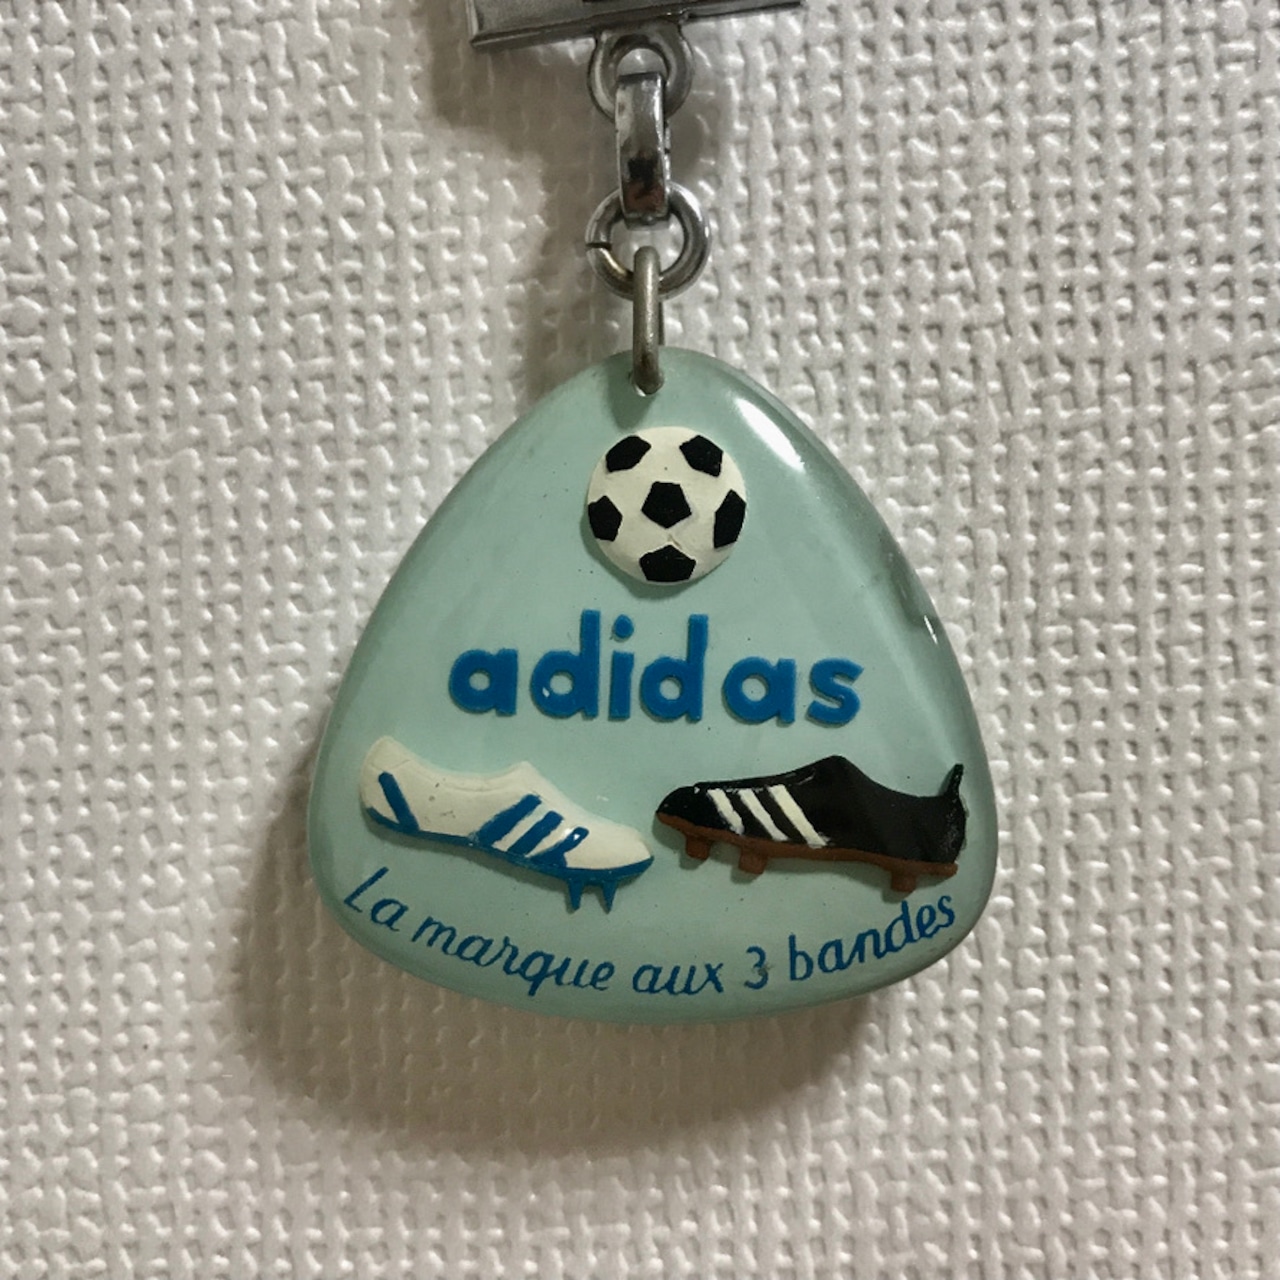 adidas
La marque aux 3 bandes